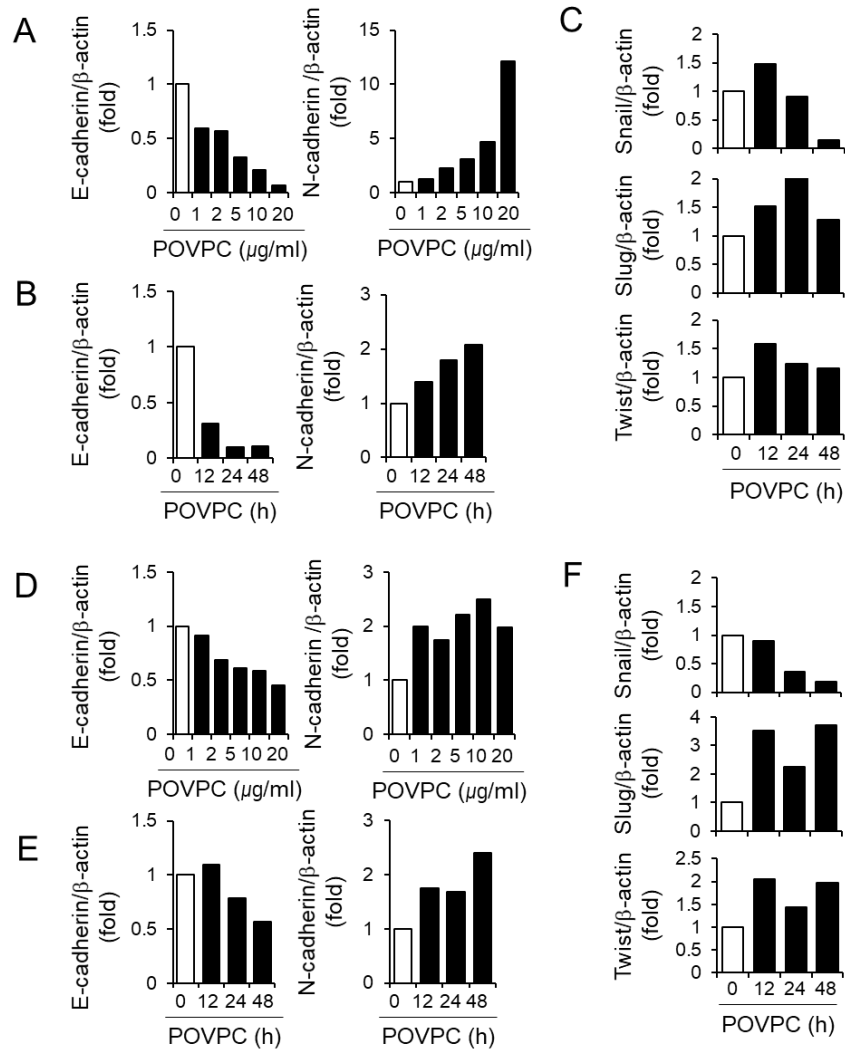 A
E-cadherin/β-actin
(fold)
1.5
1
0.5
0
0 1 2 5 10 20
POVPC (µg/ml)
N-cadherin /β-actin
(fold)
15
10
5
0
0 1 2 5 10 20
POVPC (µg/ml)
B
E-cadherin/β-actin
(fold)
1.5
1
0.5
0
0 12 24 48
POVPC (h)
N-cadherin/β-actin
(fold)
3
2
1
0
0 12 24 48
POVPC (h)
C
Snail/β-actin
(fold)
2
1.5
1
0.5
0
Slug/β-actin
(fold)
2
1.5
1
0.5
0
Twist/β-actin
(fold)
2
1.5
1
0.5
0
0 12 24 48
POVPC (h)
D
E-cadherin/β-actin
(fold)
1.5
1
0.5
0
0 1 2 5 10 20
POVPC (µg/ml)
N-cadherin /β-actin
(fold)
3
2
1
0
0 1 2 5 10 20
POVPC (µg/ml)
E
E-cadherin/β-actin
(fold)
1.5
1
0.5
0
0 12 24 48
POVPC (h)
N-cadherin/β-actin
(fold)
3
2
1
0
0 12 24 48
POVPC (h)
F
Snail/β-actin
(fold)
2
1.5
1
0.5
0
Slug/β-actin
(fold)
4
3
2
1
0
Twist/β-actin
(fold)
2.5
2
1.5
1
0.5
0
0 12 24 48
POVPC (h)